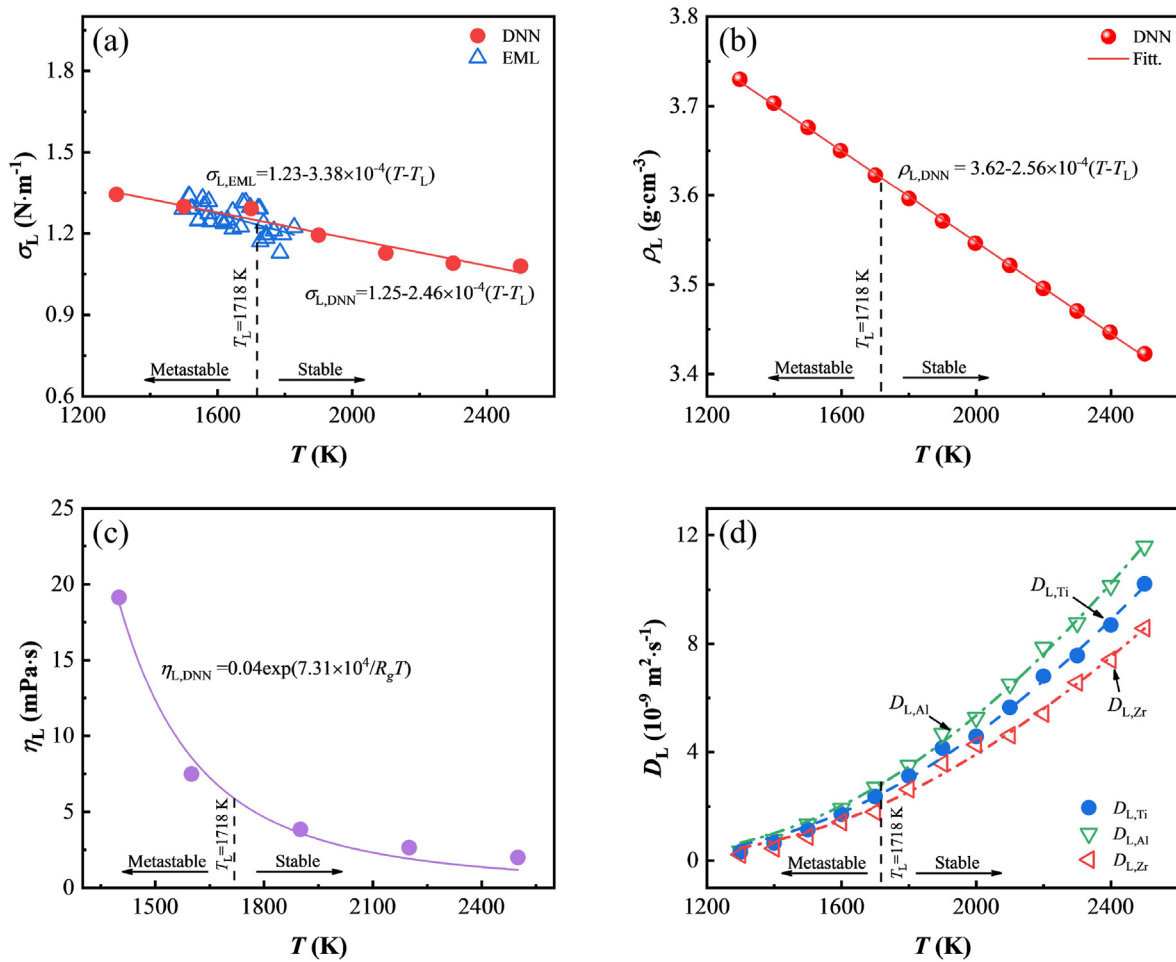 (a)
DNN
EML
1.8
1.5
1.2
0.9
0.6
σL (N·m-1)
σL,EML=1.23-3.38×10-4(T-TL)
σL,DNN=1.25-2.46×10-4(T-TL)
TL=1718 K
Metastable
Stable
1200 1600 2000 2400
T (K)
(b)
DNN
Fitt.
3.8
3.7
3.6
3.5
3.4
ρL (g·cm-3)
ρL,DNN = 3.62-2.56×10-4(T-TL)
TL=1718 K
Metastable
Stable
1200 1600 2000 2400
T (K)
(c)
25
20
15
10
5
0
ηL (mPa·s)
ηL,DNN=0.04exp(7.31×104/RgT)
TL=1718 K
Metastable
Stable
1500 1800 2100 2400
T (K)
(d)
12
8
4
0
DL (10-9 m2·s-1)
DL,Ti
DL,Al
DL,Zr
TL=1718 K
DL,Ti
DL,Al
DL,Zr
Metastable
Stable
1200 1600 2000 2400
T (K)